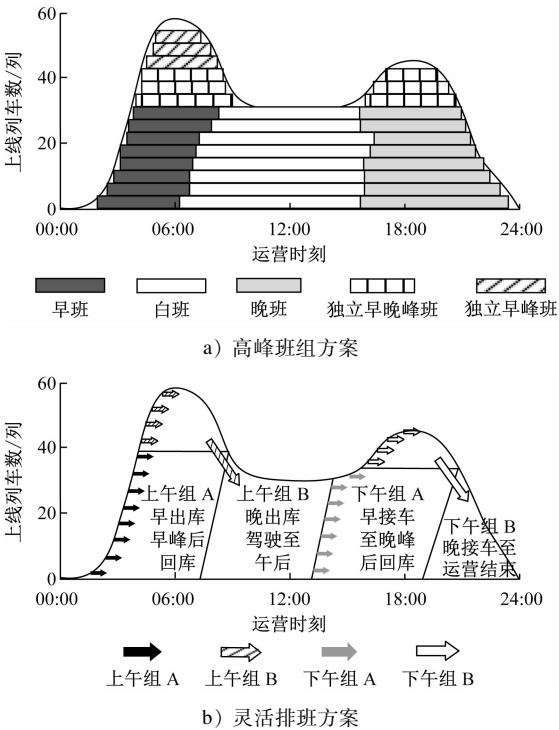 上线列车数/列
60
40
20
0
00:00 06:00 12:00 18:00 24:00
运营时刻
早班 白班 晚班 独立早晚峰班 独立早峰班
a）高峰班组方案
上线列车数/列
60
40
20
0
上午组 A
早出库
早峰后
回库
上午组 B
晚出库
驾驶至
午后
下午组 A
早接车
至晚峰
后回库
下午组 B
晚接车至
运营结束
00:00 06:00 12:00 18:00 24:00
运营时刻
上午组 A 上午组 B 下午组 A 下午组 B
b）灵活排班方案